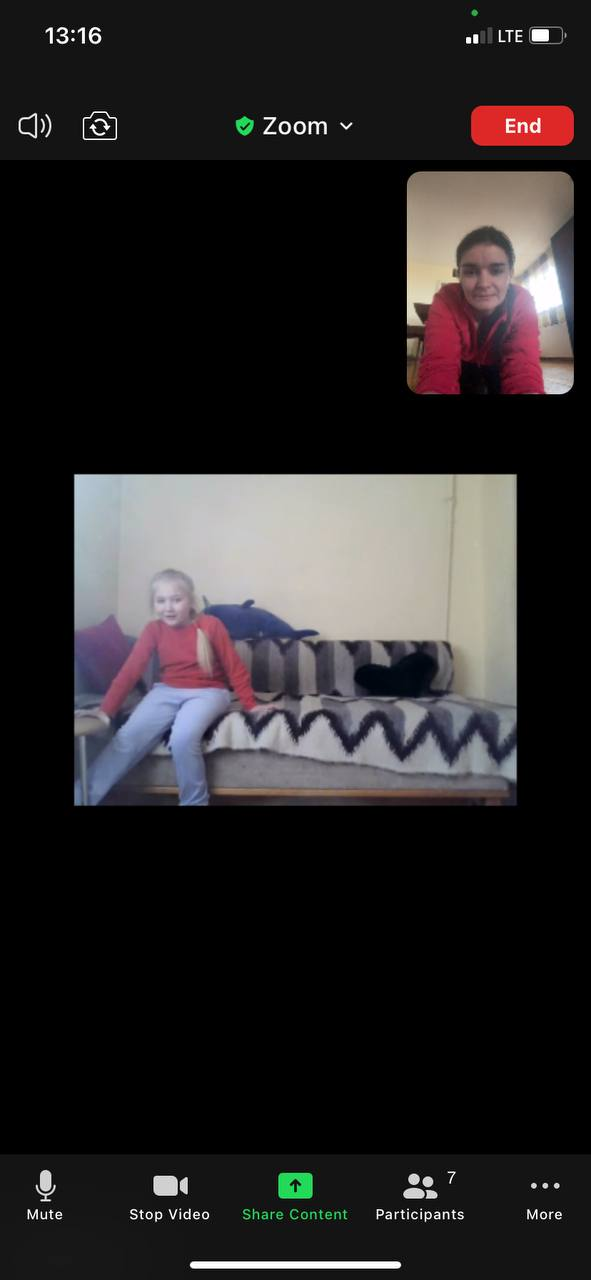 13:16
LTE
Zoom
End
7
Mute
Stop Video
Share Content
Participants
More